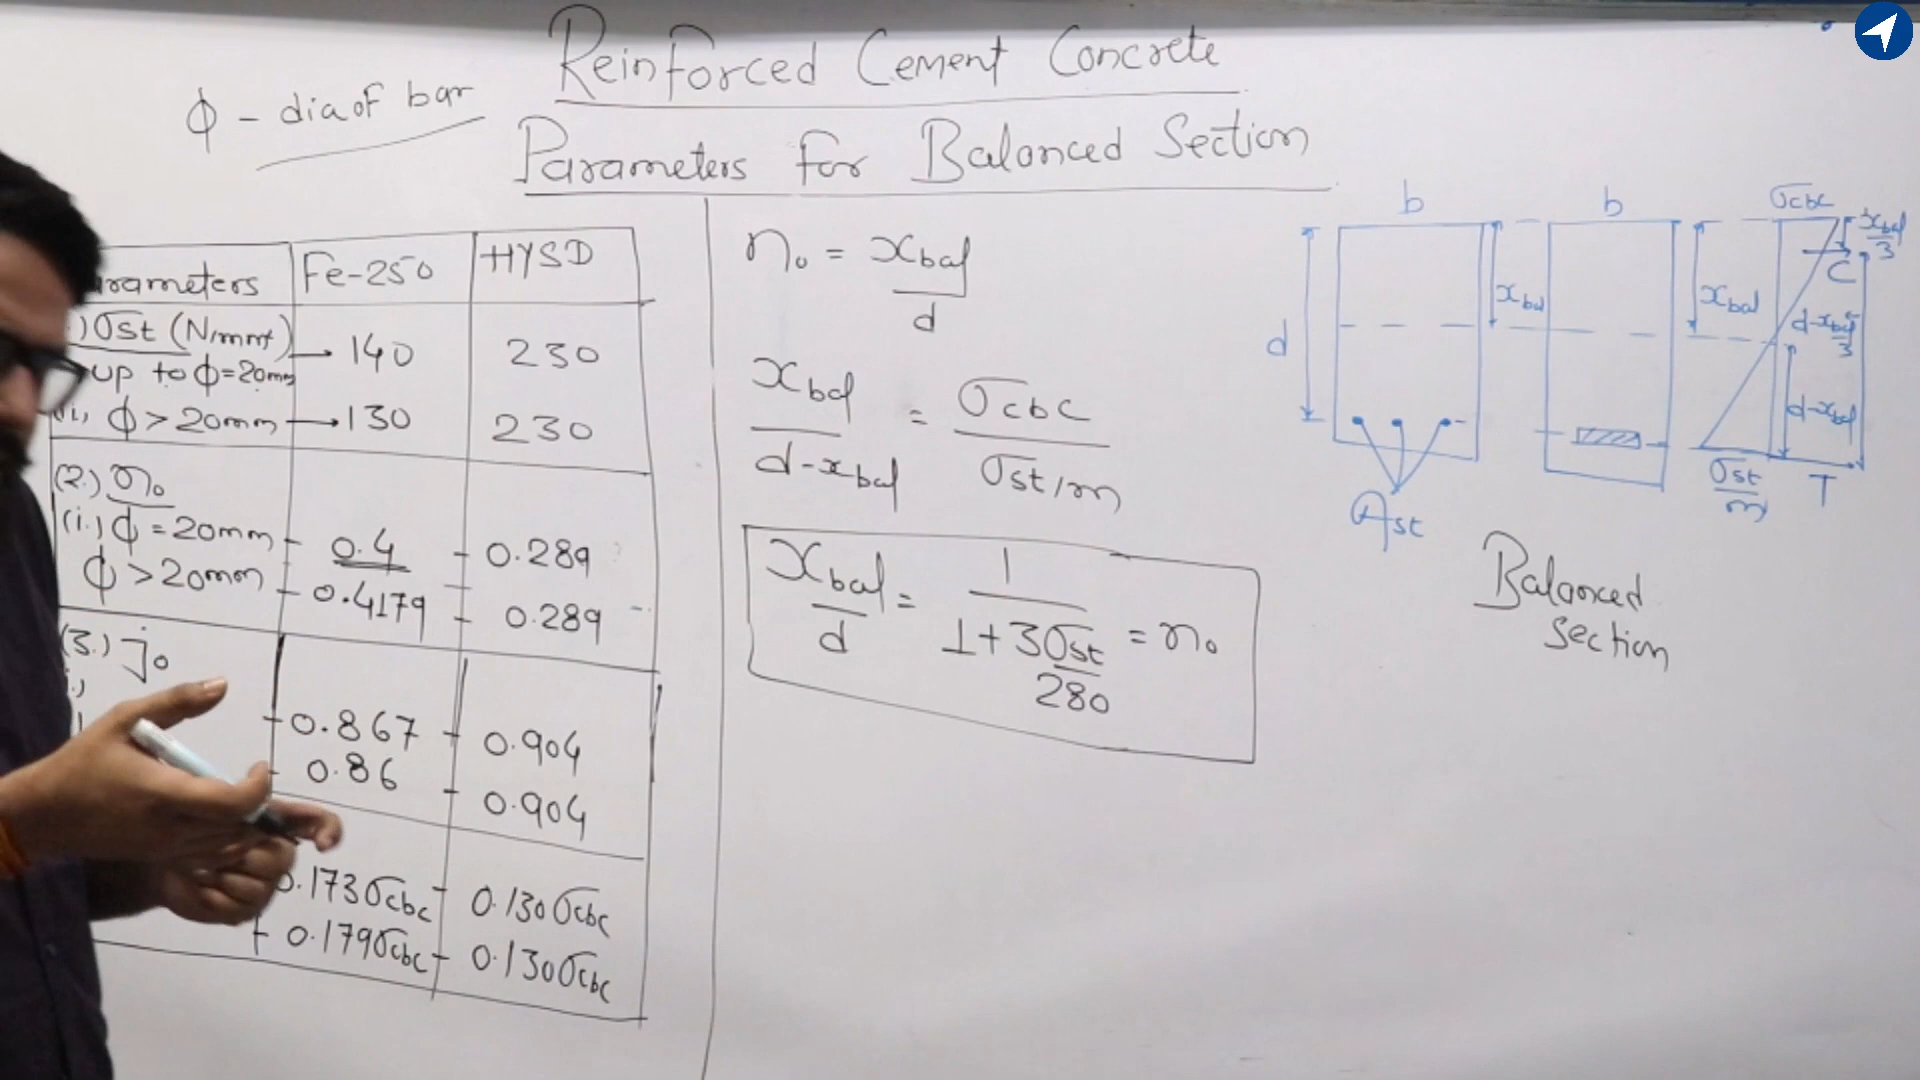 Reinforced Cement Concrete
ϕ - dia of bar
Parameters for Balanced Section
rameters Fe-250 HYSD
.) σst (N/mm²) → 140 230
up to ϕ=20mm
(ii) ϕ > 20mm → 130 230
(2.) n₀
(i.) ϕ = 20mm - 0.4 - 0.289
ϕ > 20mm - 0.4179 - 0.289
(3.) j₀
0.867 - 0.904
0.86 - 0.904
0.173σcbc - 0.130σcbc
0.179σcbc - 0.130σcbc
n₀ = xbal
d
xbal = σcbc
d-xbal σst/m
xbal = 1 = n₀
d 1+3σst
280
b b σcbc
xbal/3
C
d xbal xbal d-xbal/3
d-xbal
σst/m T
Ast
Balanced
Section